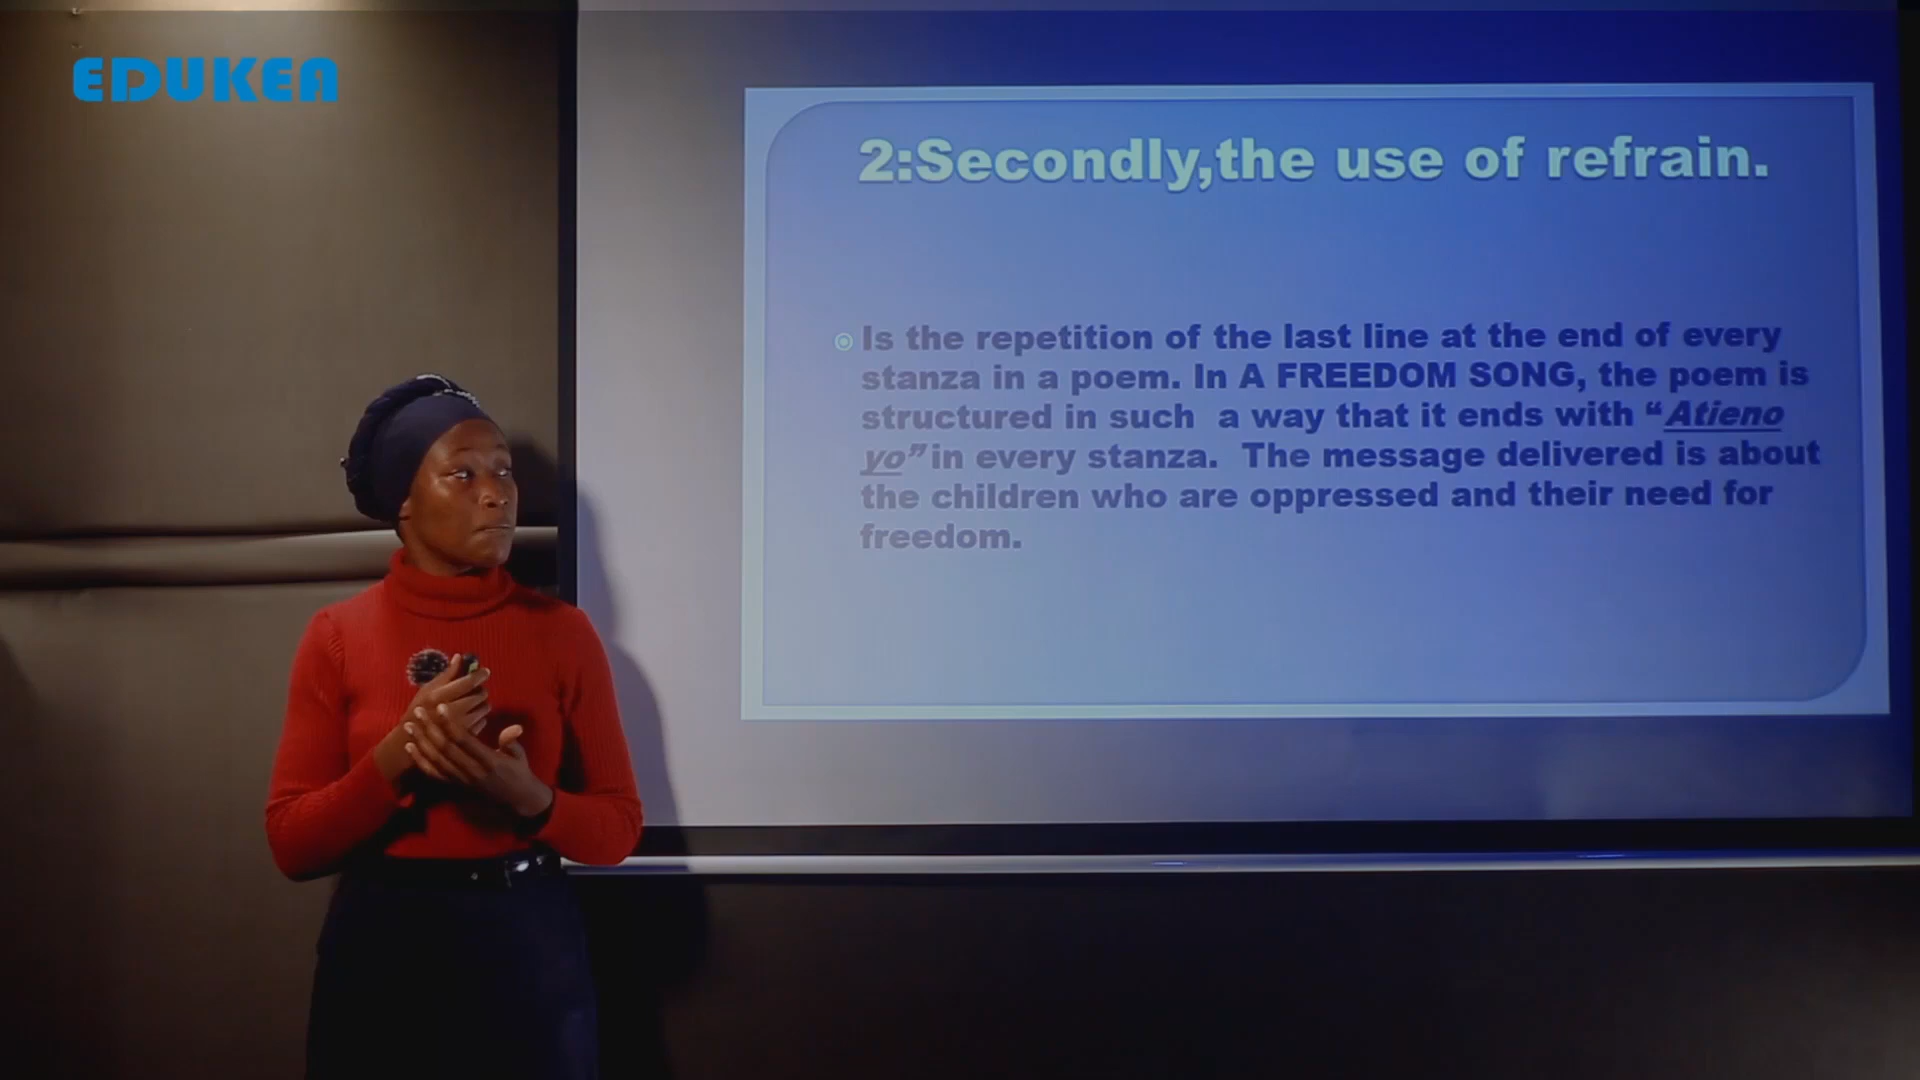 EDUKEA
2:Secondly,the use of refrain.
Is the repetition of the last line at the end of every
stanza in a poem. In A FREEDOM SONG, the poem is
structured in such a way that it ends with “Atieno
yo” in every stanza. The message delivered is about
the children who are oppressed and their need for
freedom.